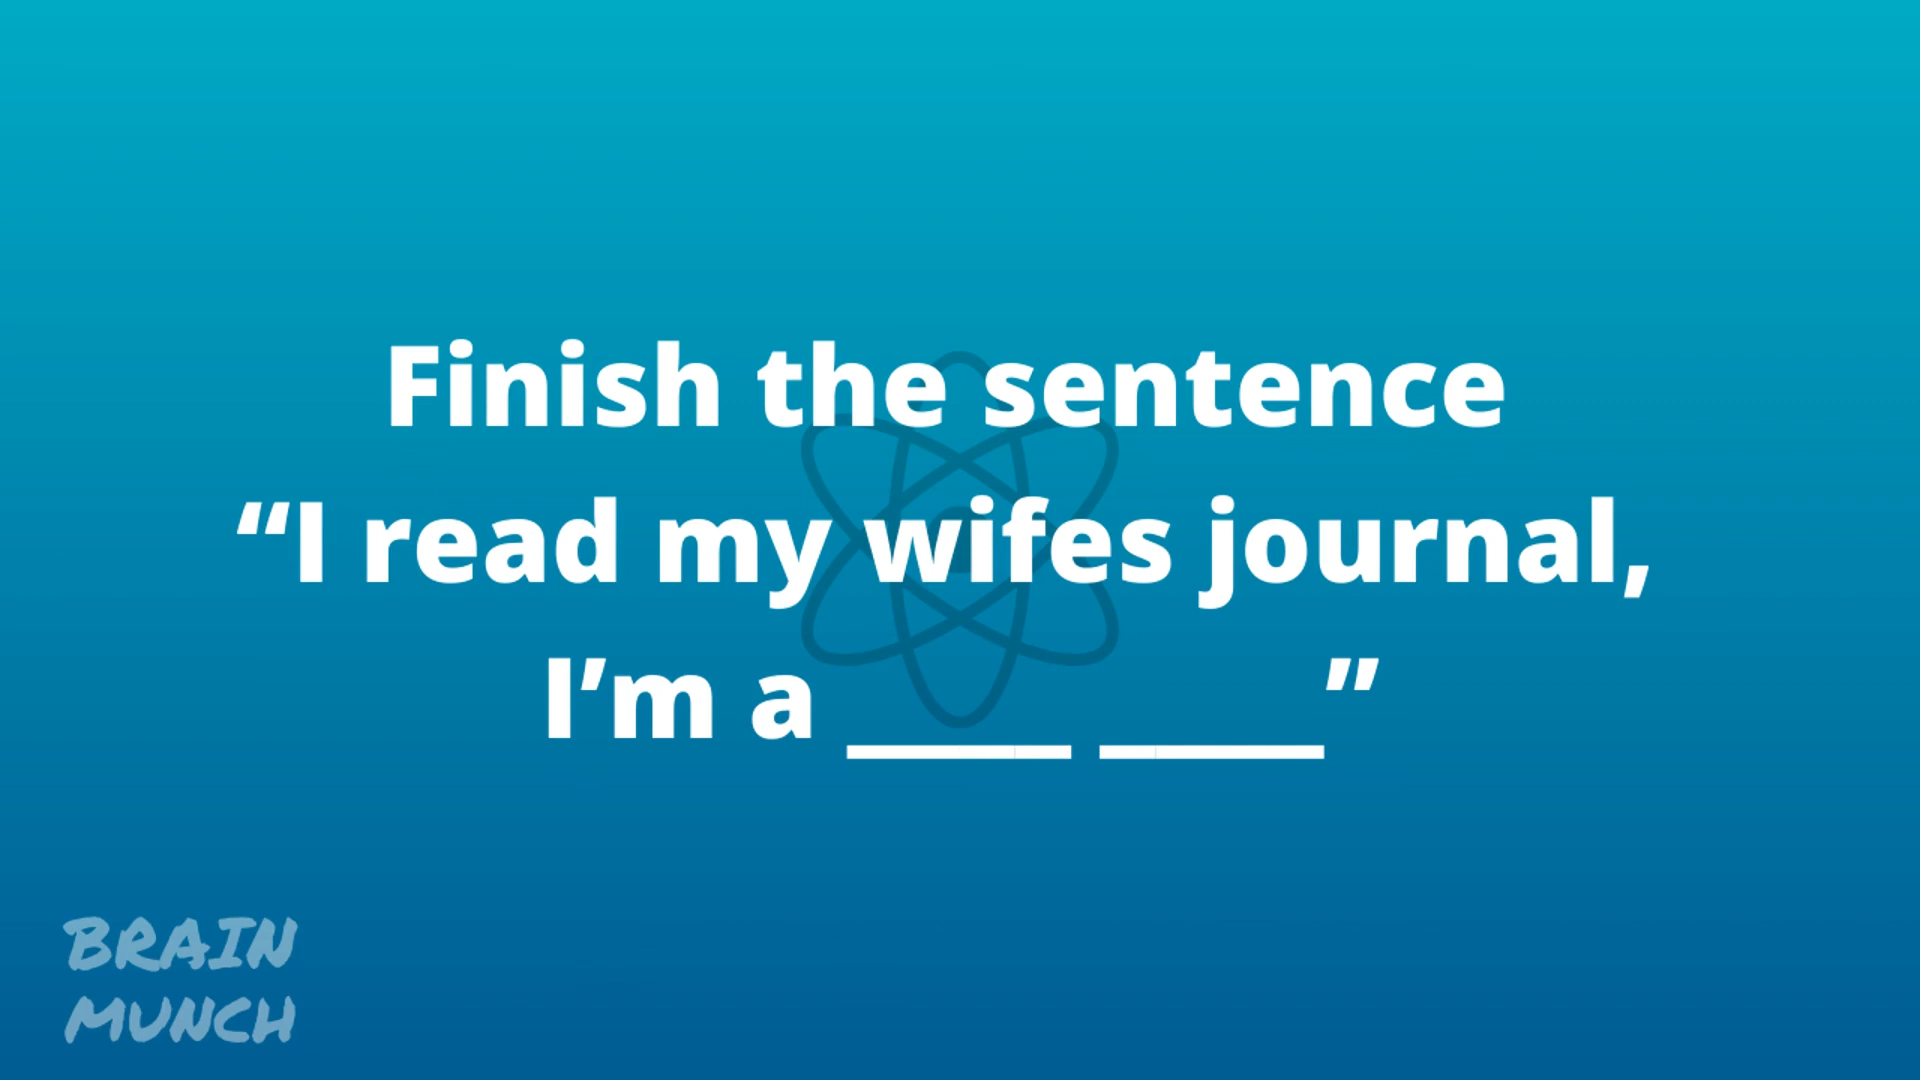 Finish the sentence
“I read my wifes journal,
I’m a ____ ____”
BRAIN
MUNCH